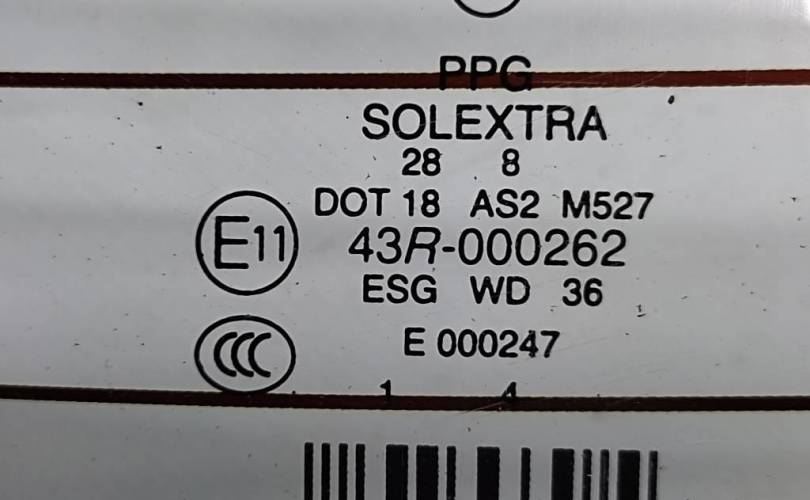 PPG
SOLEXTRA
28 8
DOT 18 AS2 M527
E11 43R-000262
ESG WD 36
CCC E 000247
1 4